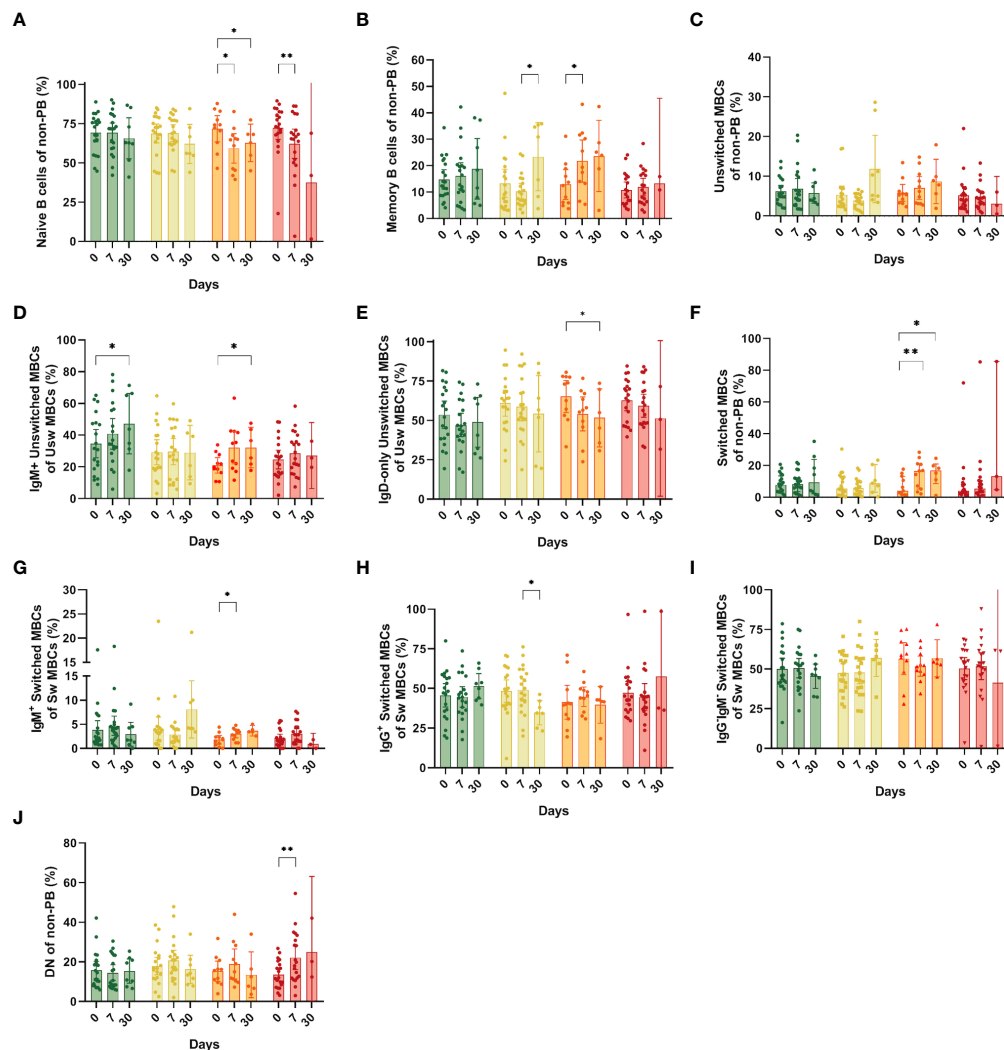 A
Naive B cells of non-PB (%)
100
75
50
25
0
*
*
**
0 7 30 0 7 30 0 7 30 0 7 30
Days
B
Memory B cells of non-PB (%)
60
50
40
30
20
10
0
*
*
0 7 30 0 7 30 0 7 30 0 7 30
Days
C
Unswitched MBCs
of non-PB (%)
40
30
20
10
0
0 7 30 0 7 30 0 7 30 0 7 30
Days
D
IgM+ Unswitched MBCs
of Usw MBCs (%)
100
80
60
40
20
0
*
*
0 7 30 0 7 30 0 7 30 0 7 30
Days
E
IgD-only Unswitched MBCs
of Usw MBCs (%)
100
80
60
40
20
0
*
0 7 30 0 7 30 0 7 30 0 7 30
Days
F
Switched MBCs
of non-PB (%)
100
80
60
40
20
0
*
**
0 7 30 0 7 30 0 7 30 0 7 30
Days
G
IgM⁺ Switched MBCs
of Sw MBCs (%)
30
25
20
15
15
10
5
0
*
0 7 30 0 7 30 0 7 30 0 7 30
Days
H
IgG⁺ Switched MBCs
of Sw MBCs (%)
100
75
50
25
0
*
0 7 30 0 7 30 0 7 30 0 7 30
Days
I
IgG⁻IgM⁻ Switched MBCs
of Sw MBCs (%)
100
75
50
25
0
0 7 30 0 7 30 0 7 30 0 7 30
Days
J
DN of non-PB (%)
80
60
40
20
0
**
0 7 30 0 7 30 0 7 30 0 7 30
Days